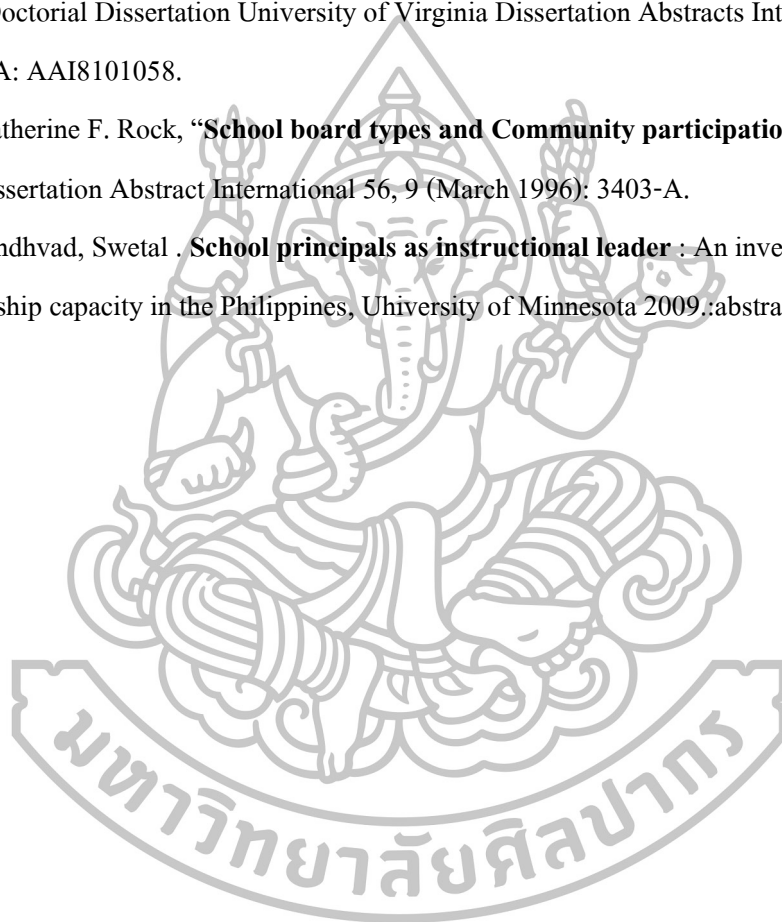 Doctorial Dissertation University of Virginia Dissertation Abstracts Int
A: AAI8101058.
atherine F. Rock, “School board types and Community participatio
issertation Abstract International 56, 9 (March 1996): 3403-A.
ndhvad, Swetal . School principals as instructional leader : An inve
ship capacity in the Philippines, Uhiversity of Minnesota 2009.:abstra
มหาวิทยาลัยศิลปากร